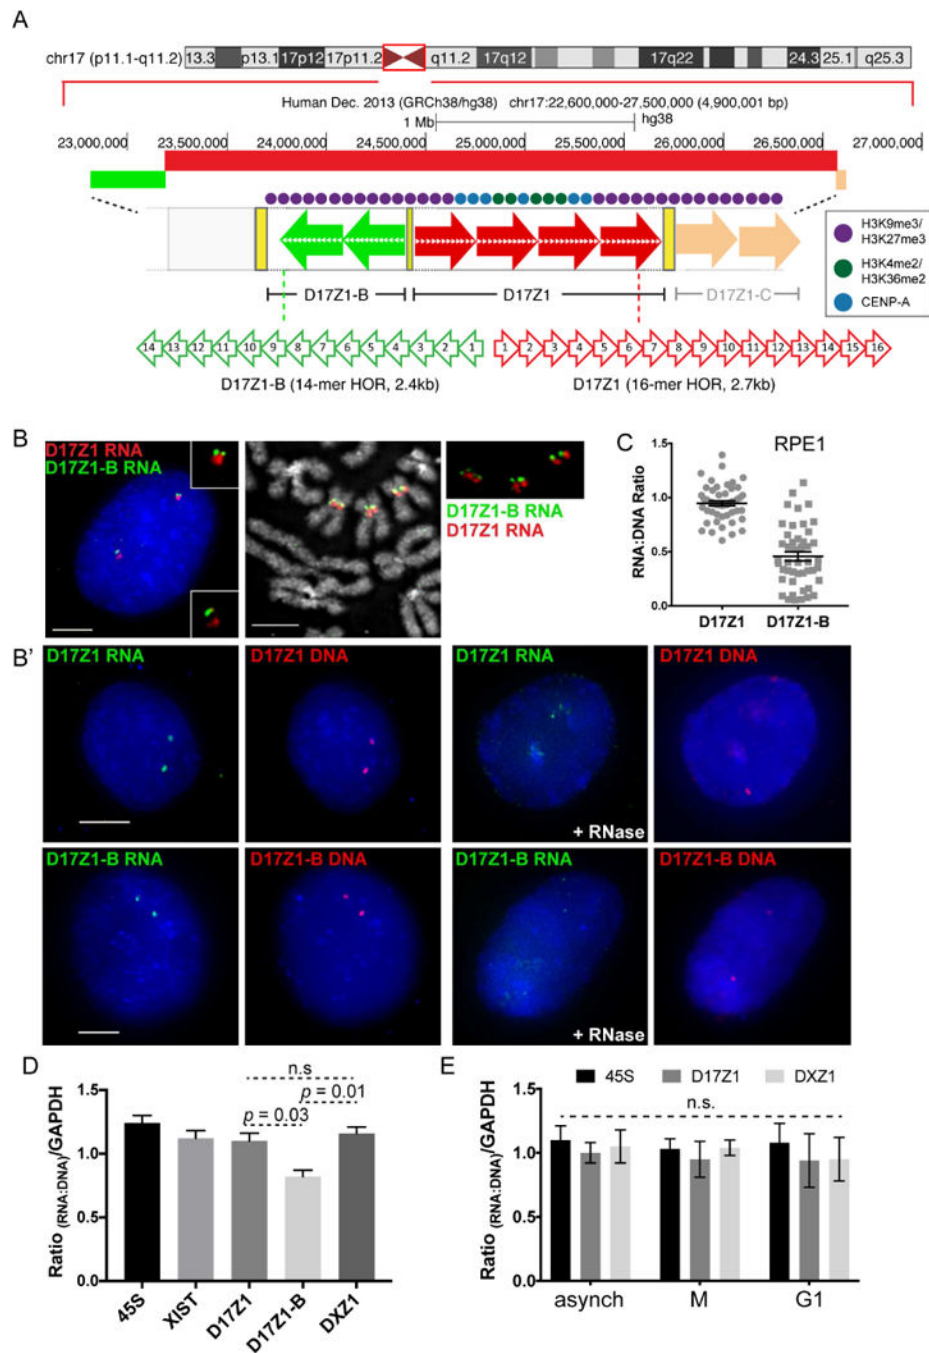 A
chr17 (p11.1-q11.2) 13.3 p13.1 17p12 17p11.2 q11.2 17q12 17q22 24.3 25.1 q25.3
Human Dec. 2013 (GRCh38/hg38) chr17:22,600,000-27,500,000 (4,900,001 bp)
1 Mb hg38
23,000,000 23,500,000 24,000,000 24,500,000 25,000,000 25,500,000 26,000,000 26,500,000 27,000,000
H3K9me3/
H3K27me3
H3K4me2/
H3K36me2
CENP-A
D17Z1-B D17Z1 D17Z1-C
14 13 12 11 10 9 8 7 6 5 4 3 2 1 1 2 3 4 5 6 7 8 9 10 11 12 13 14 15 16
D17Z1-B (14-mer HOR, 2.4kb) D17Z1 (16-mer HOR, 2.7kb)
B
D17Z1 RNA
D17Z1-B RNA
D17Z1-B RNA
D17Z1 RNA
C
RPE1
RNA:DNA Ratio
1.5
1.0
0.5
0.0
D17Z1 D17Z1-B
B'
D17Z1 RNA D17Z1 DNA D17Z1 RNA D17Z1 DNA
+ RNase
D17Z1-B RNA D17Z1-B DNA D17Z1-B RNA D17Z1-B DNA
+ RNase
D
Ratio (RNA:DNA)/GAPDH
1.5
1.0
0.5
0.0
n.s
p = 0.03
p = 0.01
45S XIST D17Z1 D17Z1-B DXZ1
E
45S D17Z1 DXZ1
n.s.
Ratio (RNA:DNA)/GAPDH
1.5
1.0
0.5
0.0
asynch M G1